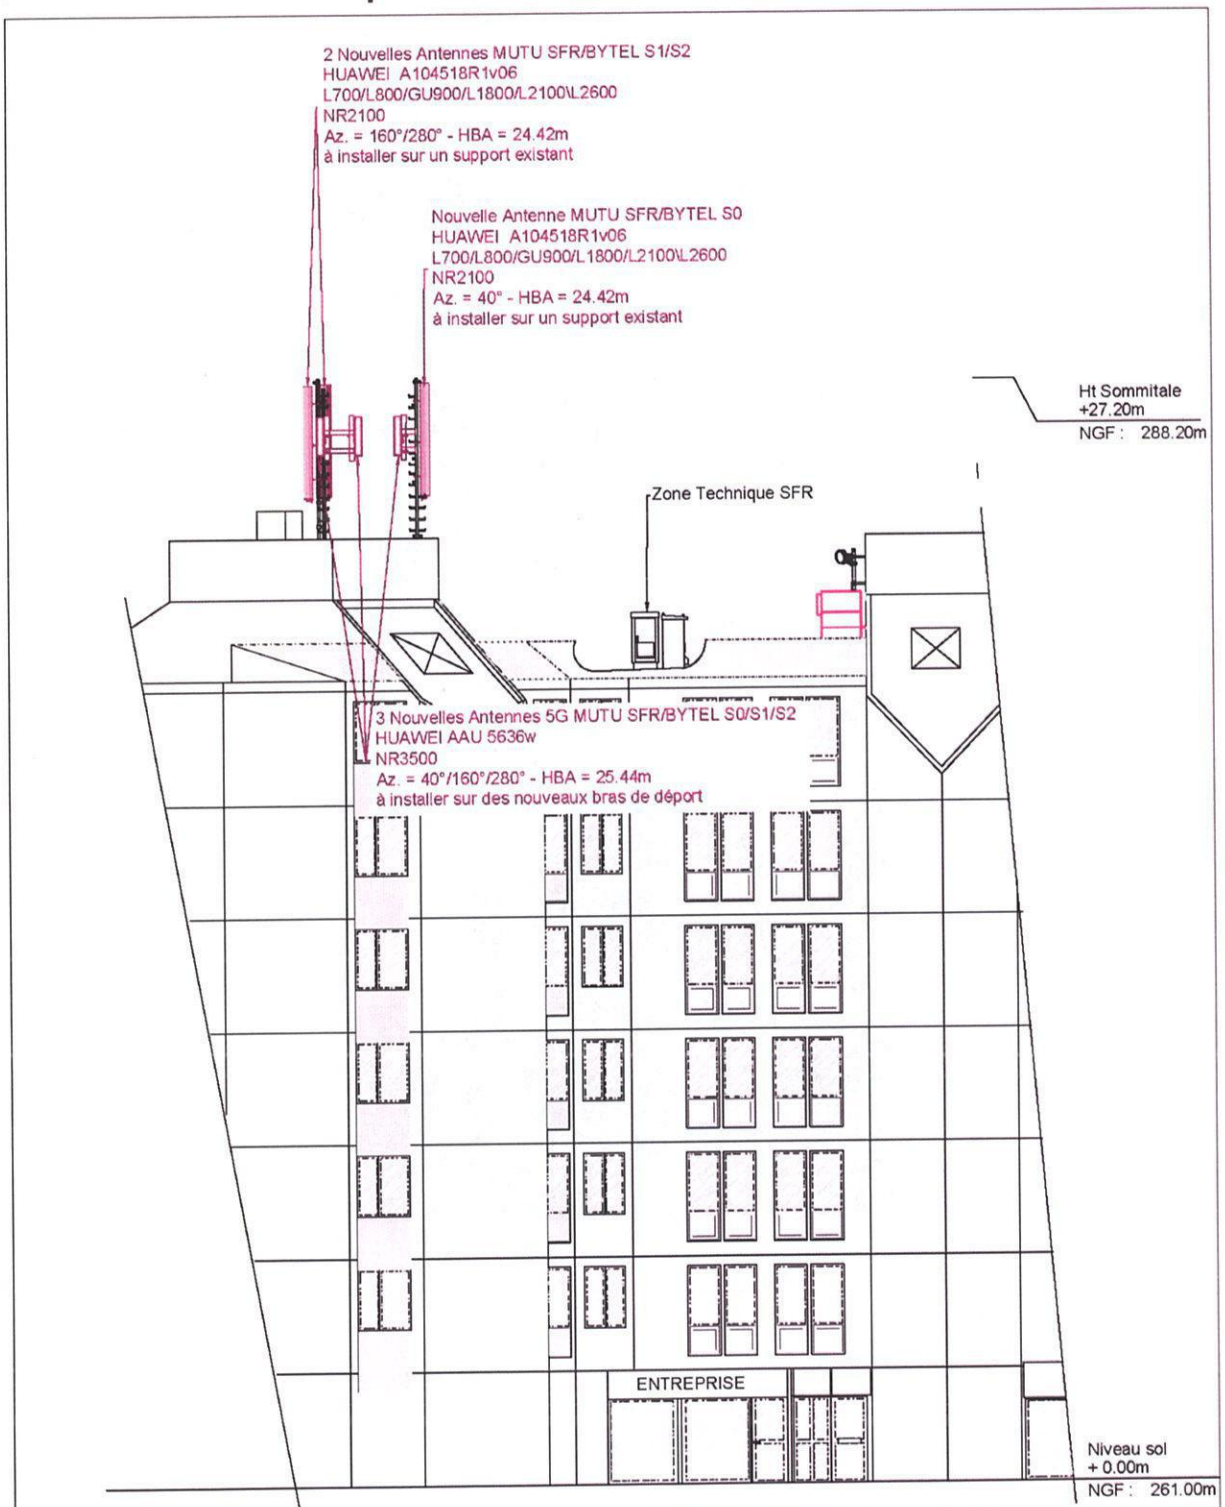 2 Nouvelles Antennes MUTU SFR/BYTEL S1/S2
HUAWEI A104518R1v06
L700/L800/GU900/L1800/L2100\L2600
NR2100
Az. = 160°/280° - HBA = 24.42m
à installer sur un support existant
Nouvelle Antenne MUTU SFR/BYTEL S0
HUAWEI A104518R1v06
L700/L800/GU900/L1800/L2100\L2600
NR2100
Az. = 40° - HBA = 24.42m
à installer sur un support existant
Ht Sommitale
+27.20m
NGF : 288.20m
Zone Technique SFR
3 Nouvelles Antennes 5G MUTU SFR/BYTEL S0/S1/S2
HUAWEI AAU 5636w
NR3500
Az. = 40°/160°/280° - HBA = 25.44m
à installer sur des nouveaux bras de déport
ENTREPRISE
Niveau sol
+ 0.00m
NGF : 261.00m